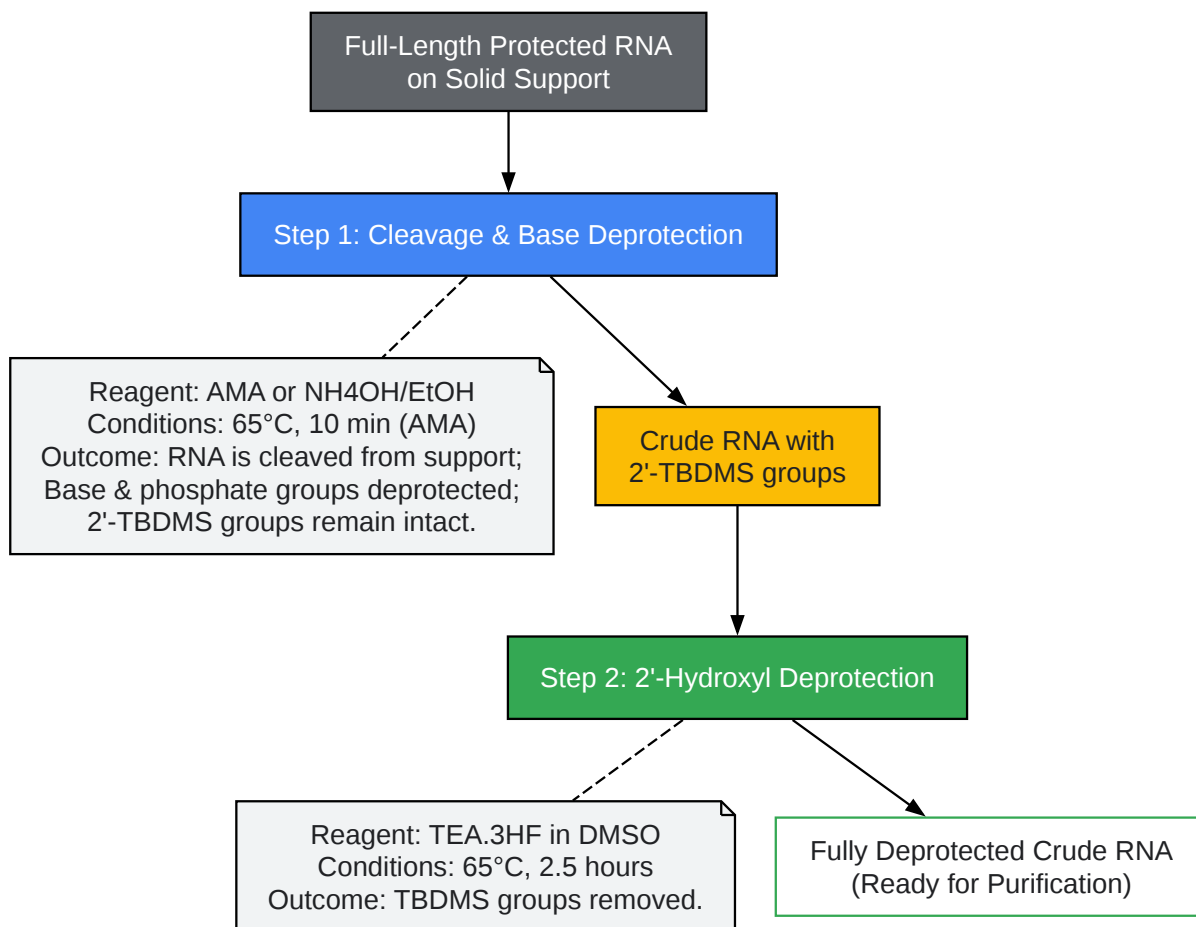 Full-Length Protected RNA
on Solid Support
Step 1: Cleavage & Base Deprotection
Reagent: AMA or NH4OH/EtOH
Conditions: 65°C, 10 min (AMA)
Outcome: RNA is cleaved from support;
Base & phosphate groups deprotected;
2'-TBDMS groups remain intact.
Crude RNA with
2'-TBDMS groups
Step 2: 2'-Hydroxyl Deprotection
Reagent: TEA.3HF in DMSO
Conditions: 65°C, 2.5 hours
Outcome: TBDMS groups removed.
Fully Deprotected Crude RNA
(Ready for Purification)